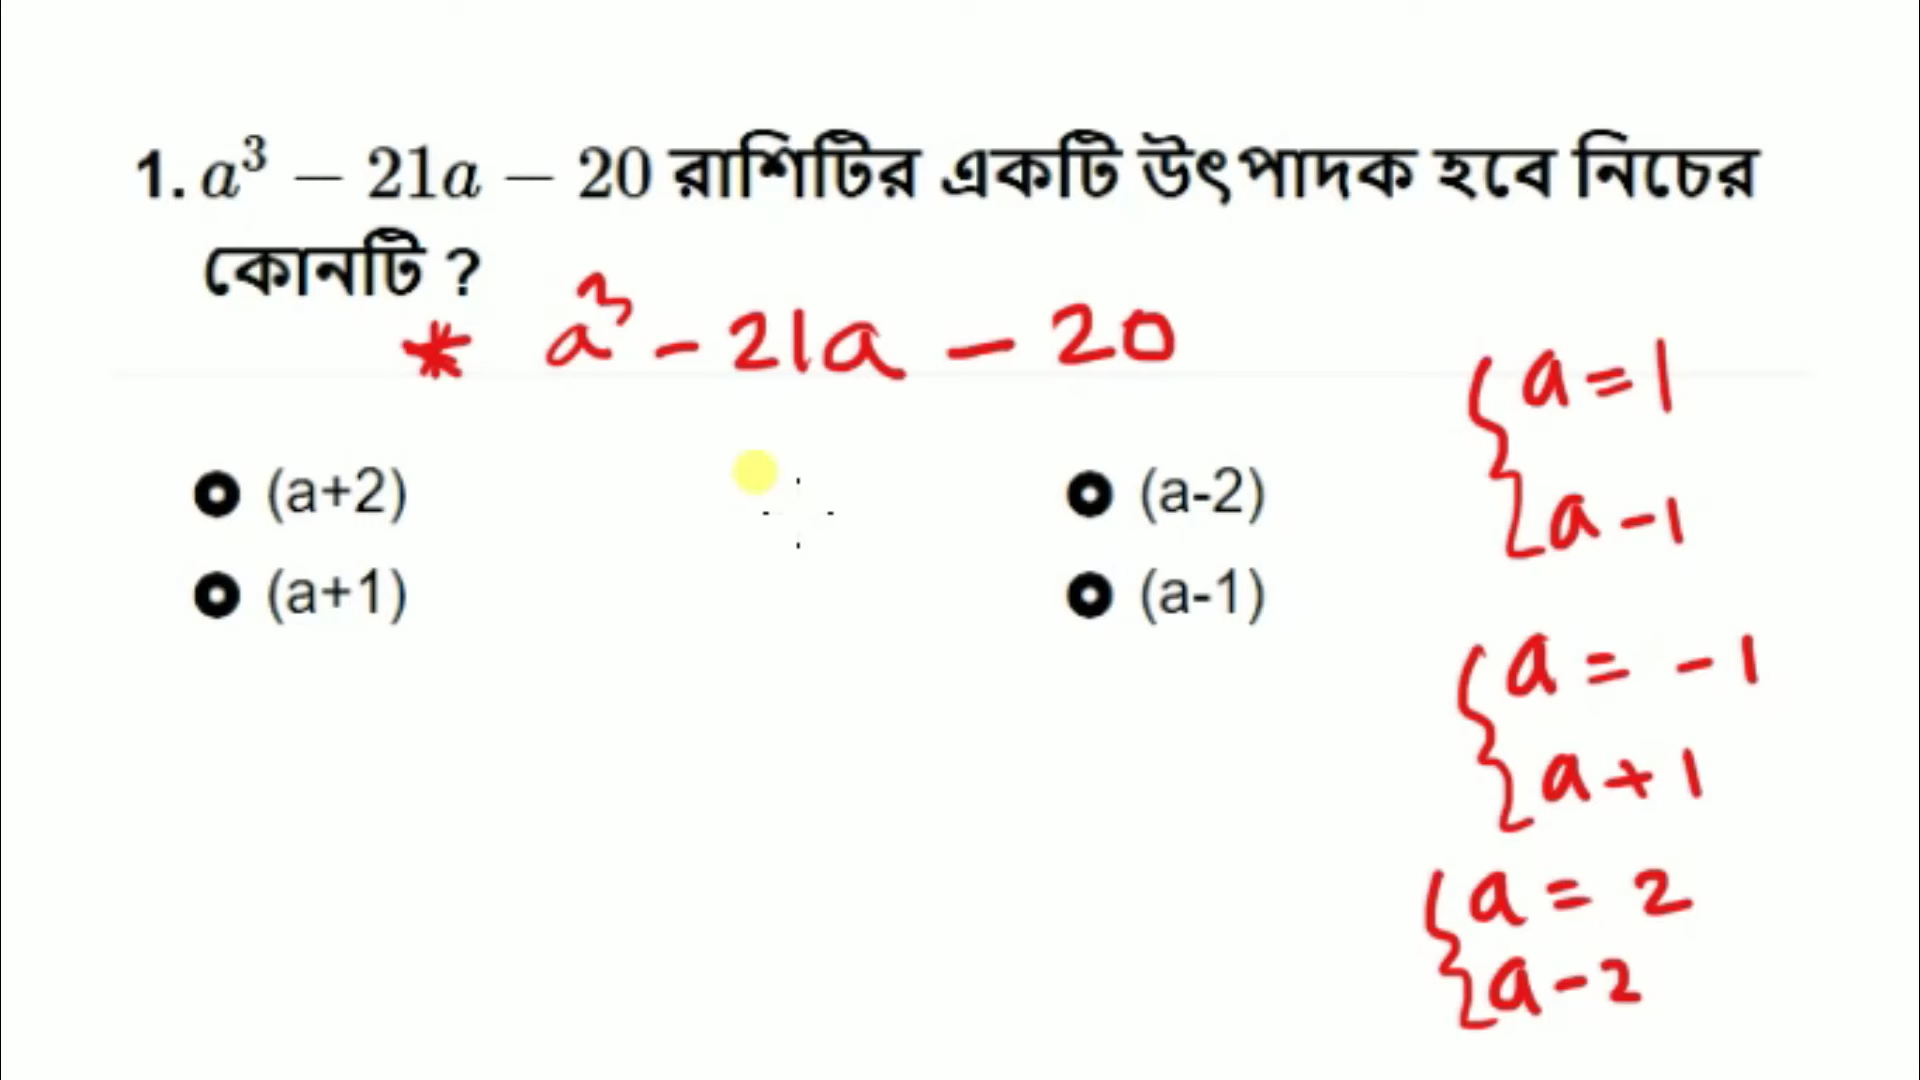 1. a³ − 21a − 20 রাশিটির একটি উৎপাদক হবে নিচের
কোনটি ?
* a³ - 21a - 20
(a+2)
(a-2)
(a+1)
(a-1)
a = 1
a - 1
a = - 1
a + 1
a = 2
a - 2